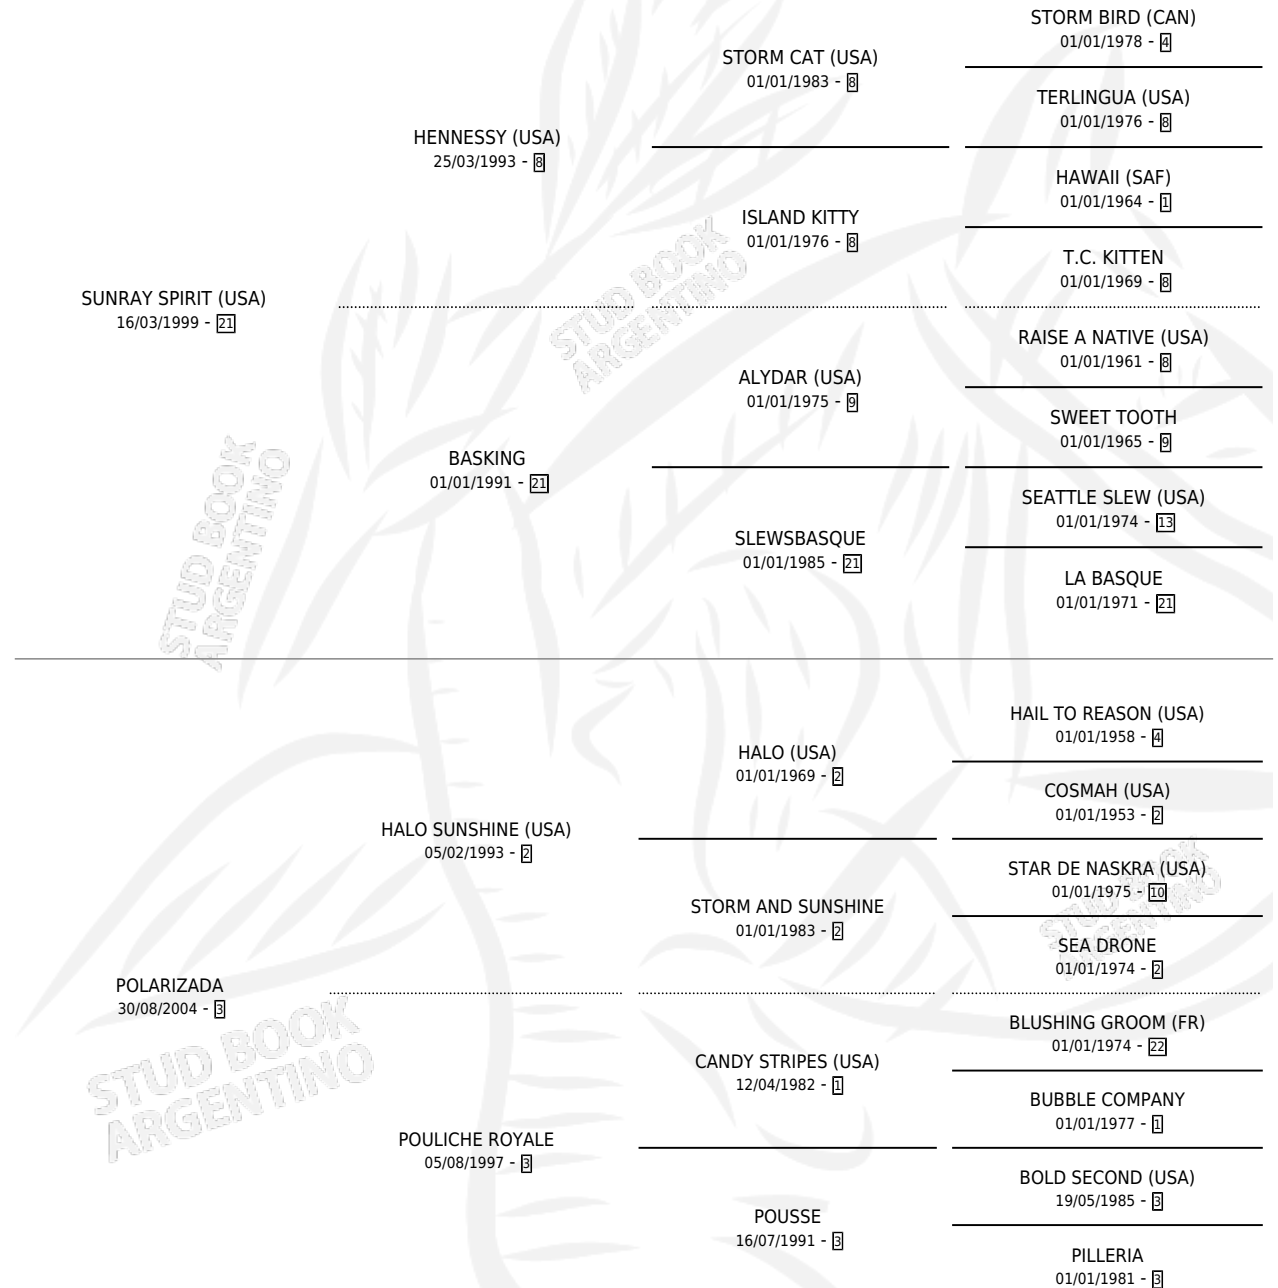 STORM BIRD (CAN)
01/01/1978 - 4
STORM CAT (USA)
01/01/1983 - 8
TERLINGUA (USA)
01/01/1976 - 8
HENNESSY (USA)
25/03/1993 - 8
HAWAII (SAF)
01/01/1964 - 1
ISLAND KITTY
01/01/1976 - 8
T.C. KITTEN
01/01/1969 - 8
SUNRAY SPIRIT (USA)
16/03/1999 - 21
RAISE A NATIVE (USA)
01/01/1961 - 8
ALYDAR (USA)
01/01/1975 - 9
SWEET TOOTH
01/01/1965 - 9
BASKING
01/01/1991 - 21
SEATTLE SLEW (USA)
01/01/1974 - 13
SLEWSBASQUE
01/01/1985 - 21
LA BASQUE
01/01/1971 - 21
HAIL TO REASON (USA)
01/01/1958 - 4
HALO (USA)
01/01/1969 - 2
COSMAH (USA)
01/01/1953 - 2
HALO SUNSHINE (USA)
05/02/1993 - 2
STAR DE NASKRA (USA)
01/01/1975 - 10
STORM AND SUNSHINE
01/01/1983 - 2
SEA DRONE
01/01/1974 - 2
POLARIZADA
30/08/2004 - 3
BLUSHING GROOM (FR)
01/01/1974 - 22
CANDY STRIPES (USA)
12/04/1982 - 1
BUBBLE COMPANY
01/01/1977 - 1
POULICHE ROYALE
05/08/1997 - 3
BOLD SECOND (USA)
19/05/1985 - 3
POUSSE
16/07/1991 - 3
PILLERIA
01/01/1981 - 3
STUD BOOK
ARGENTINO
STUD BOOK
ARGENTINO
STUD BOOK
ARGENTINO
STUD BOOK
ARGENTINO